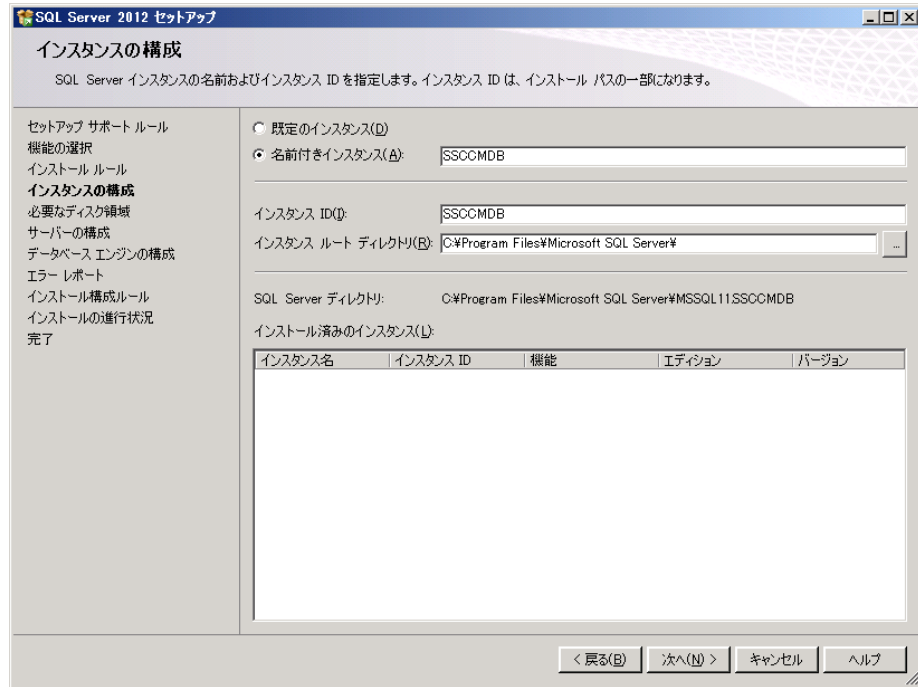 SQL Server 2012 セットアップ
インスタンスの構成
SQL Server インスタンスの名前およびインスタンス ID を指定します。インスタンス ID は、インストール パスの一部になります。
セットアップ サポート ルール
機能の選択
インストール ルール
インスタンスの構成
必要なディスク領域
サーバーの構成
データベース エンジンの構成
エラー レポート
インストール構成ルール
インストールの進行状況
完了
既定のインスタンス(D)
名前付きインスタンス(A): SSCCMDB
インスタンス ID(I): SSCCMDB
インスタンス ルート ディレクトリ(R): C:¥Program Files¥Microsoft SQL Server¥ ...
SQL Server ディレクトリ: C:¥Program Files¥Microsoft SQL Server¥MSSQL11.SSCCMDB
インストール済みのインスタンス(L):
インスタンス名 インスタンス ID 機能 エディション バージョン
< 戻る(B) 次へ(N) > キャンセル ヘルプ